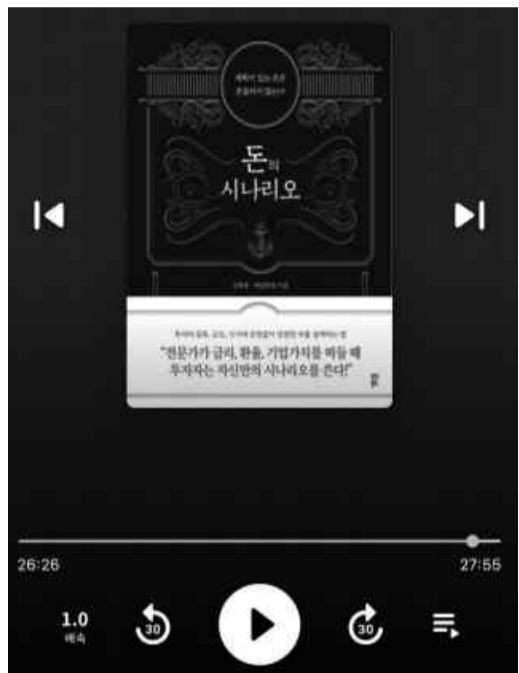 계획이 있는 돈은
흔들리지 않는다
돈의
시나리오
"전문가가 금리, 환율, 기업가치를 떠들 때
투자자는 자신만의 시나리오를 쓴다!"
26:26
27:55
1.0
배속
30
30